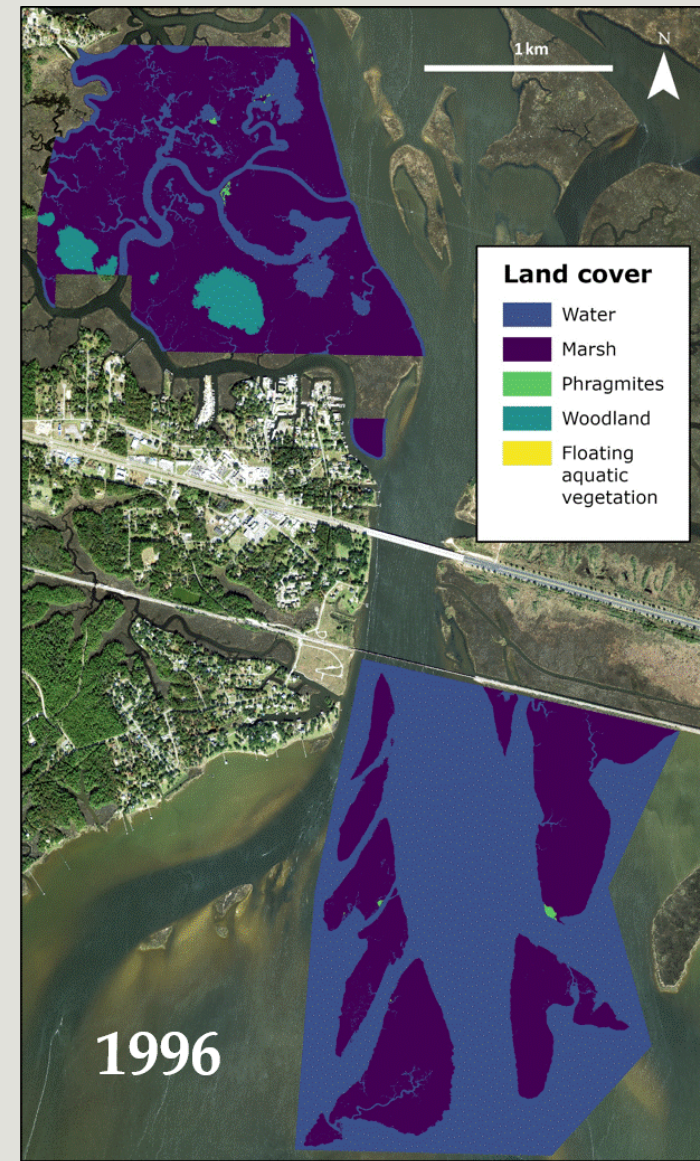 1 km
N
Land cover
Water
Marsh
Phragmites
Woodland
Floating
aquatic
vegetation
1996